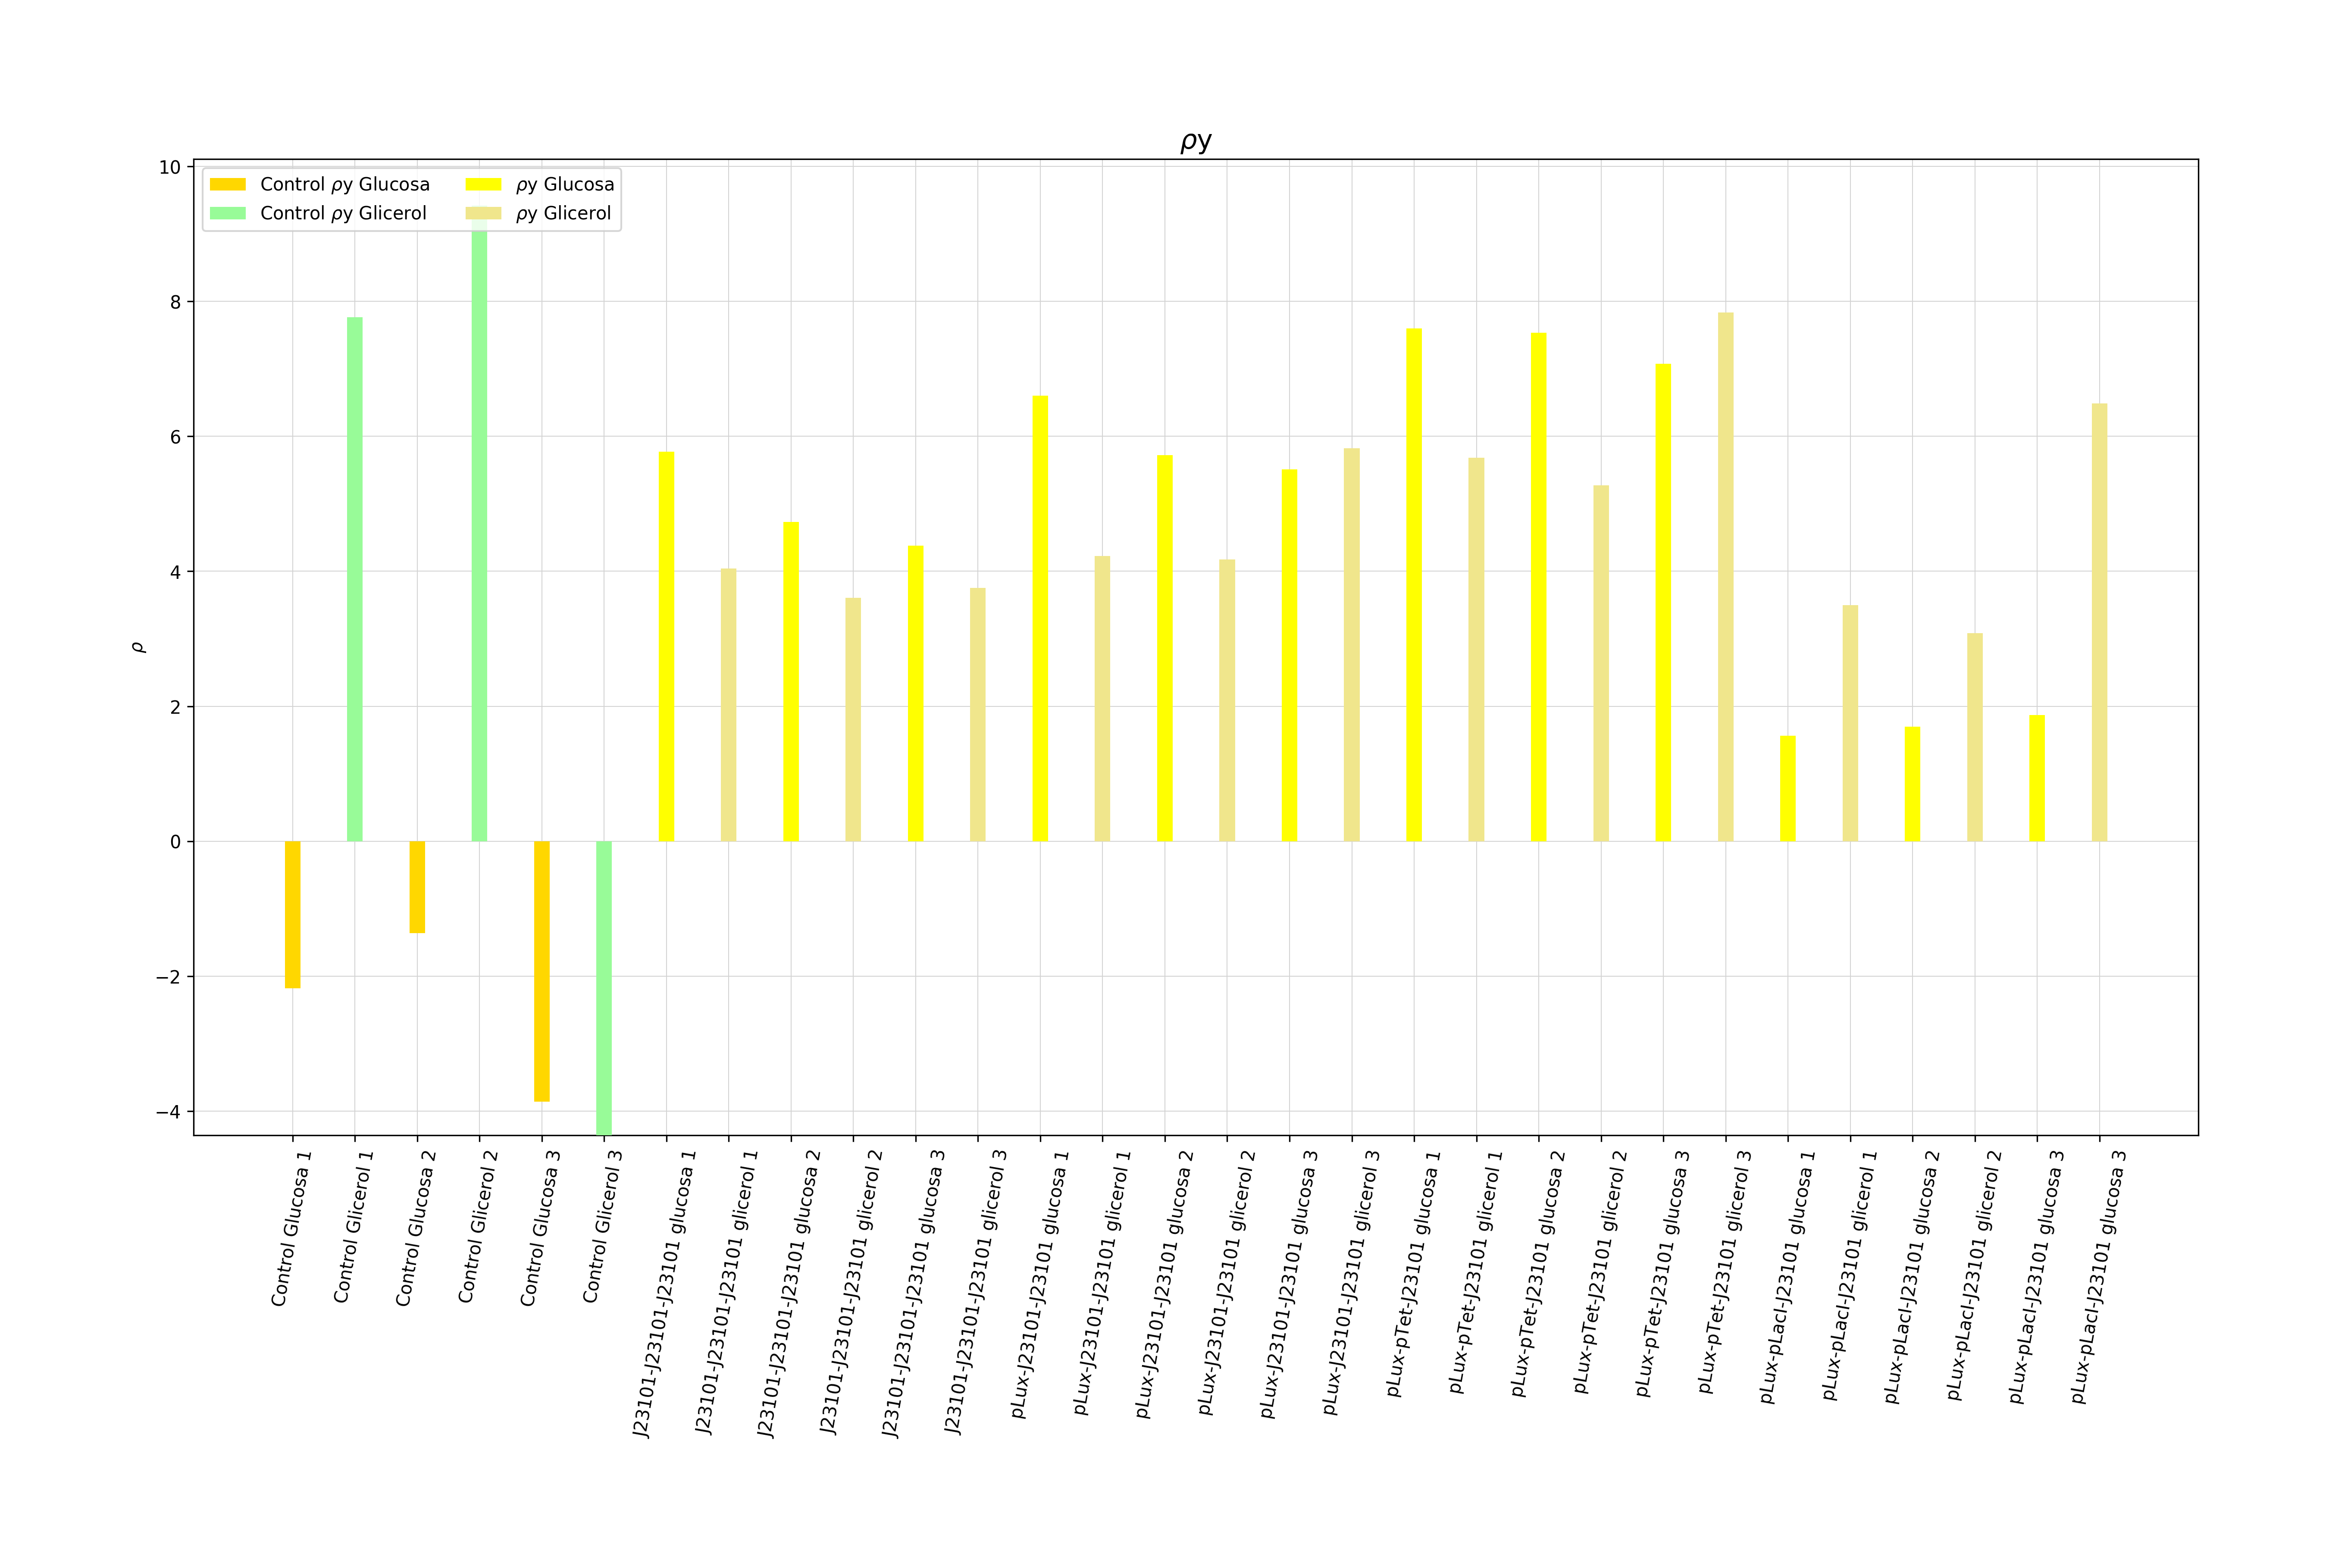 ρy
Control ρy Glucosa
Control ρy Glicerol
ρy Glucosa
ρy Glicerol
10
8
6
4
2
0
−2
−4
ρ
Control Glucosa 1
Control Glicerol 1
Control Glucosa 2
Control Glicerol 2
Control Glucosa 3
Control Glicerol 3
J23101-J23101-J23101 glucosa 1
J23101-J23101-J23101 glicerol 1
J23101-J23101-J23101 glucosa 2
J23101-J23101-J23101 glicerol 2
J23101-J23101-J23101 glucosa 3
J23101-J23101-J23101 glicerol 3
pLux-J23101-J23101 glucosa 1
pLux-J23101-J23101 glicerol 1
pLux-J23101-J23101 glucosa 2
pLux-J23101-J23101 glicerol 2
pLux-J23101-J23101 glucosa 3
pLux-J23101-J23101 glicerol 3
pLux-pTet-J23101 glucosa 1
pLux-pTet-J23101 glicerol 1
pLux-pTet-J23101 glucosa 2
pLux-pTet-J23101 glicerol 2
pLux-pTet-J23101 glucosa 3
pLux-pTet-J23101 glicerol 3
pLux-pLacI-J23101 glucosa 1
pLux-pLacI-J23101 glicerol 1
pLux-pLacI-J23101 glucosa 2
pLux-pLacI-J23101 glicerol 2
pLux-pLacI-J23101 glucosa 3
pLux-pLacI-J23101 glucosa 3